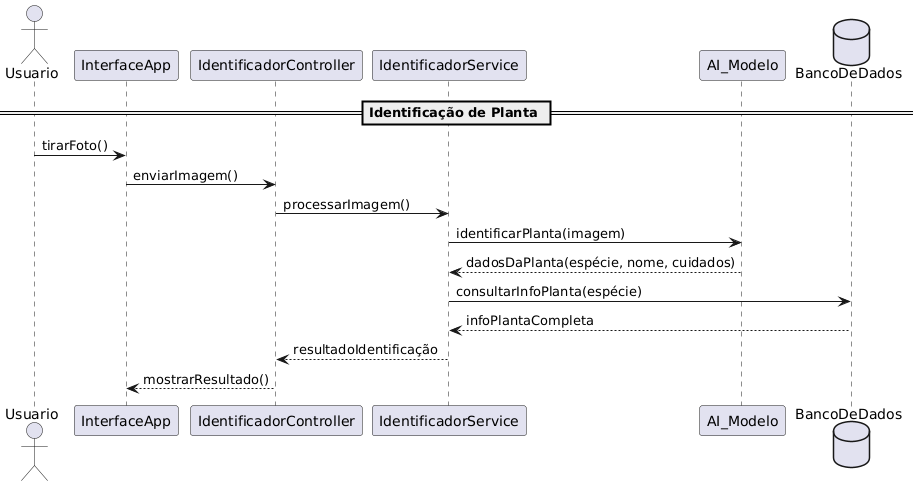 Usuario
InterfaceApp
IdentificadorController
IdentificadorService
AI_Modelo
BancoDeDados
Identificação de Planta
tirarFoto()
enviarImagem()
processarImagem()
identificarPlanta(imagem)
dadosDaPlanta(espécie, nome, cuidados)
consultarInfoPlanta(espécie)
infoPlantaCompleta
resultadoIdentificação
mostrarResultado()
Usuario
InterfaceApp
IdentificadorController
IdentificadorService
AI_Modelo
BancoDeDados